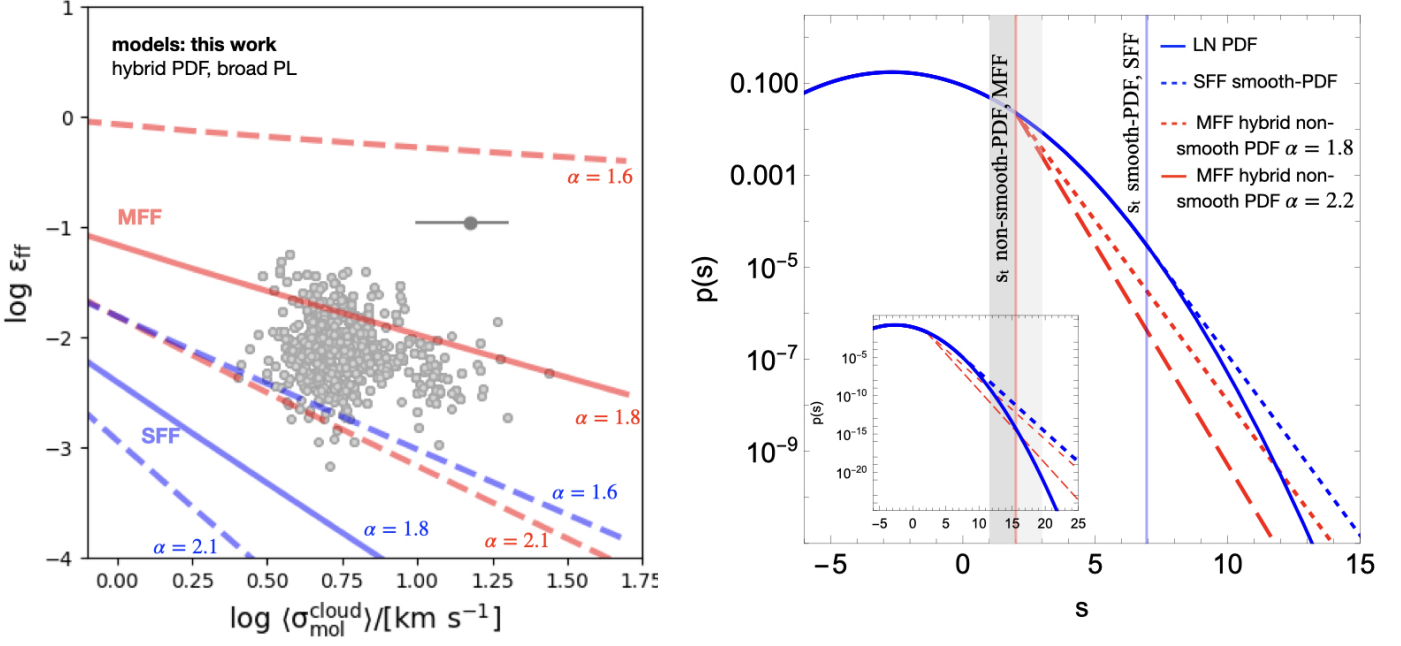 models: this work
hybrid PDF, broad PL
1
0
−1
−2
−3
−4
log εff
MFF
SFF
α = 1.6
α = 1.8
α = 1.6
α = 1.8
α = 2.1
α = 2.1
0.00 0.25 0.50 0.75 1.00 1.25 1.50 1.75
log ⟨σ_mol^cloud⟩/[km s⁻¹]
LN PDF
SFF smooth-PDF
MFF hybrid non-
smooth PDF α = 1.8
MFF hybrid non-
smooth PDF α = 2.2
st non-smooth-PDF, MFF
st smooth-PDF, SFF
0.100
0.001
10⁻⁵
10⁻⁷
10⁻⁹
p(s)
−5 0 5 10 15
s
10⁻⁵
10⁻¹⁰
10⁻¹⁵
10⁻²⁰
p(s)
−5 0 5 10 15 20 25
s